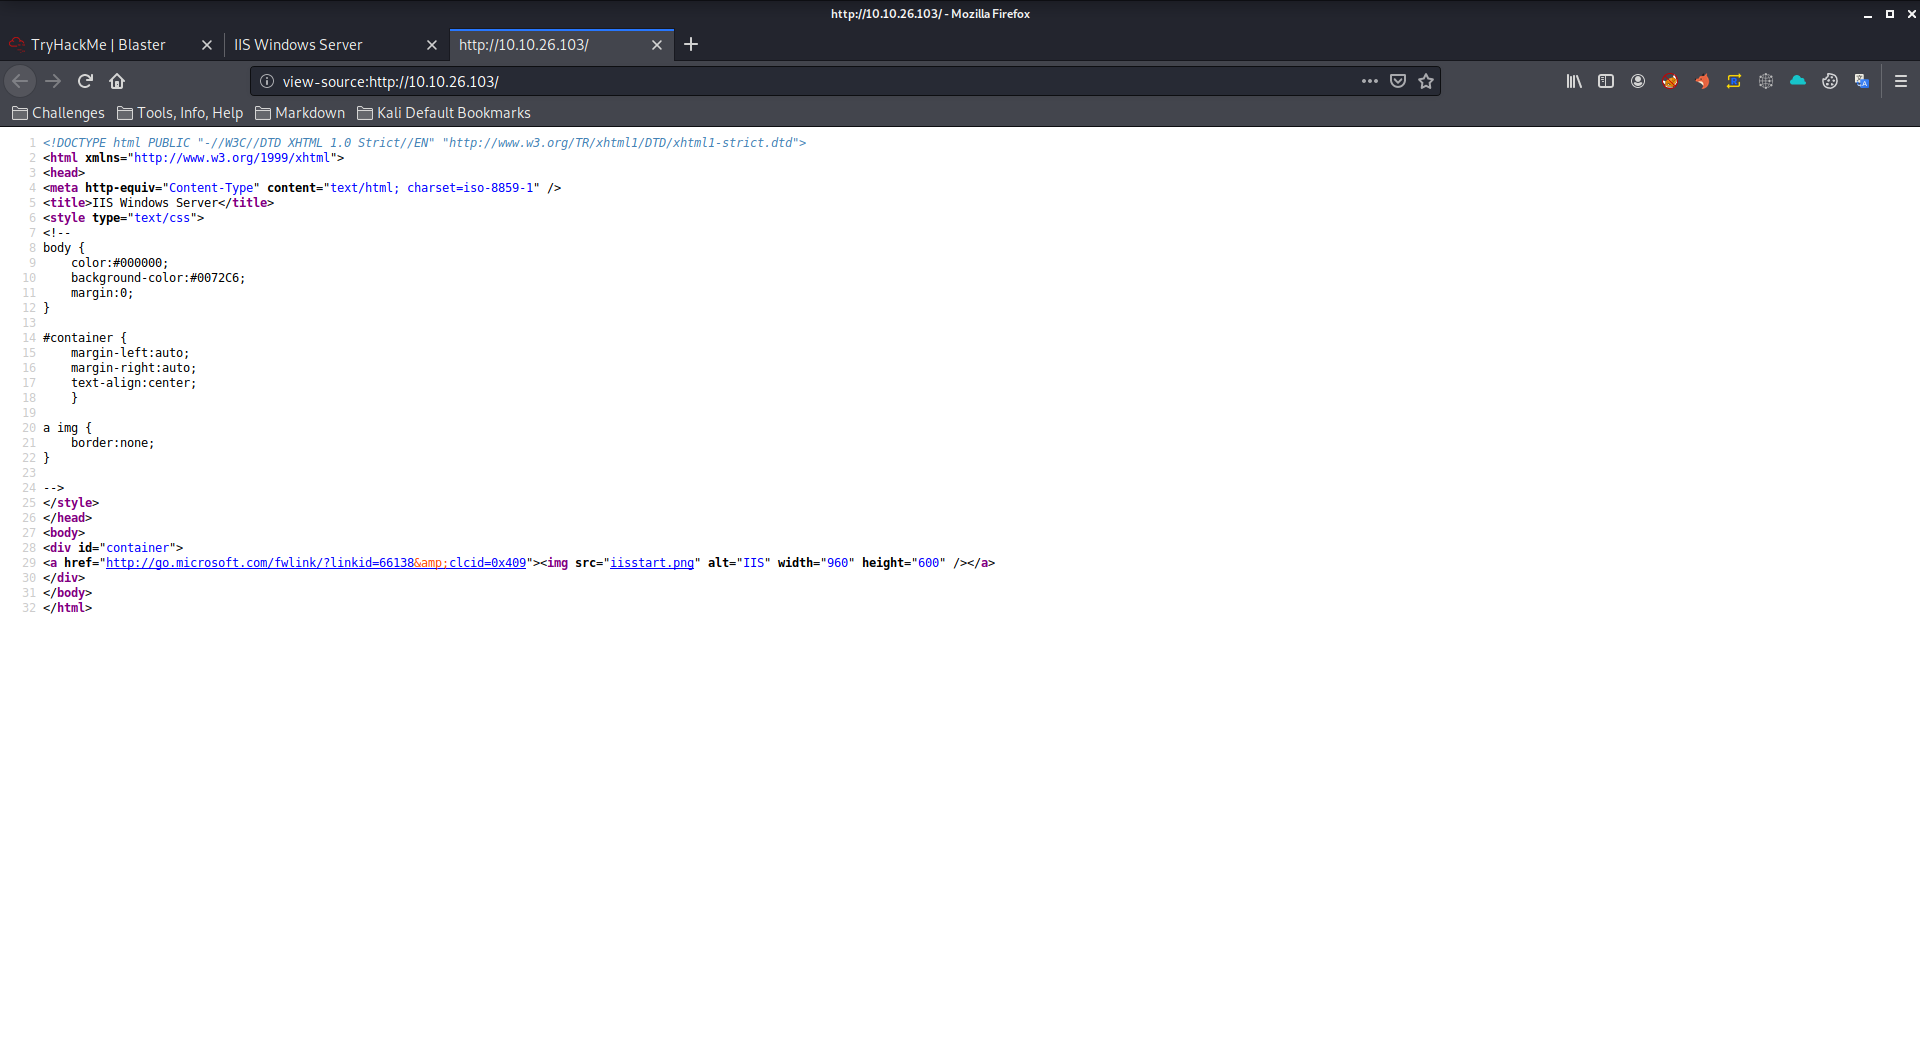 http://10.10.26.103/ - Mozilla Firefox
TryHackMe | Blaster
IIS Windows Server
http://10.10.26.103/
view-source:http://10.10.26.103/
Challenges
Tools, Info, Help
Markdown
Kali Default Bookmarks
1 <!DOCTYPE html PUBLIC "-//W3C//DTD XHTML 1.0 Strict//EN" "http://www.w3.org/TR/xhtml1/DTD/xhtml1-strict.dtd">
2 <html xmlns="http://www.w3.org/1999/xhtml">
3 <head>
4 <meta http-equiv="Content-Type" content="text/html; charset=iso-8859-1" />
5 <title>IIS Windows Server</title>
6 <style type="text/css">
7 <!--
8 body {
9     color:#000000;
10     background-color:#0072C6;
11     margin:0;
12 }
13
14 #container {
15     margin-left:auto;
16     margin-right:auto;
17     text-align:center;
18     }
19
20 a img {
21     border:none;
22 }
23
24 -->
25 </style>
26 </head>
27 <body>
28 <div id="container">
29 <a href="http://go.microsoft.com/fwlink/?linkid=66138&amp;clcid=0x409"><img src="iisstart.png" alt="IIS" width="960" height="600" /></a>
30 </div>
31 </body>
32 </html>